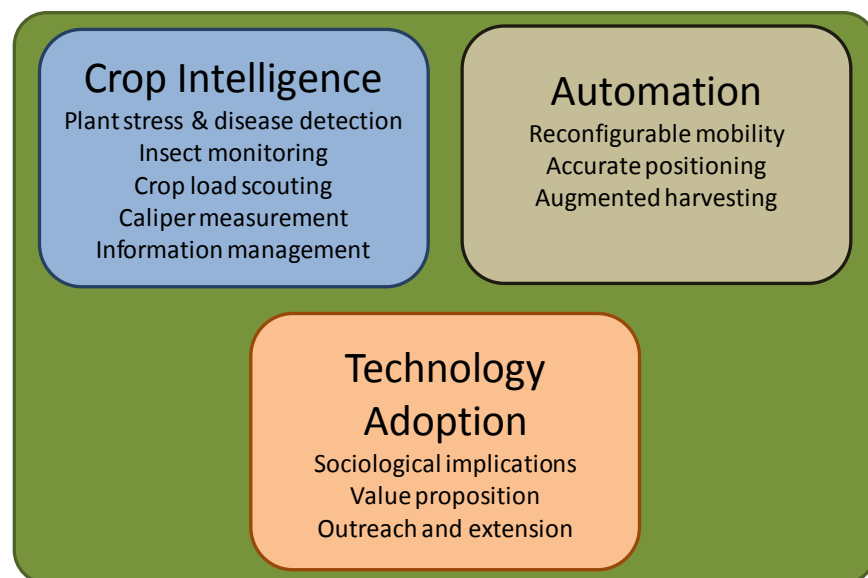 Crop Intelligence
Plant stress & disease detection
Insect monitoring
Crop load scouting
Caliper measurement
Information management
Automation
Reconfigurable mobility
Accurate positioning
Augmented harvesting
Technology
Adoption
Sociological implications
Value proposition
Outreach and extension